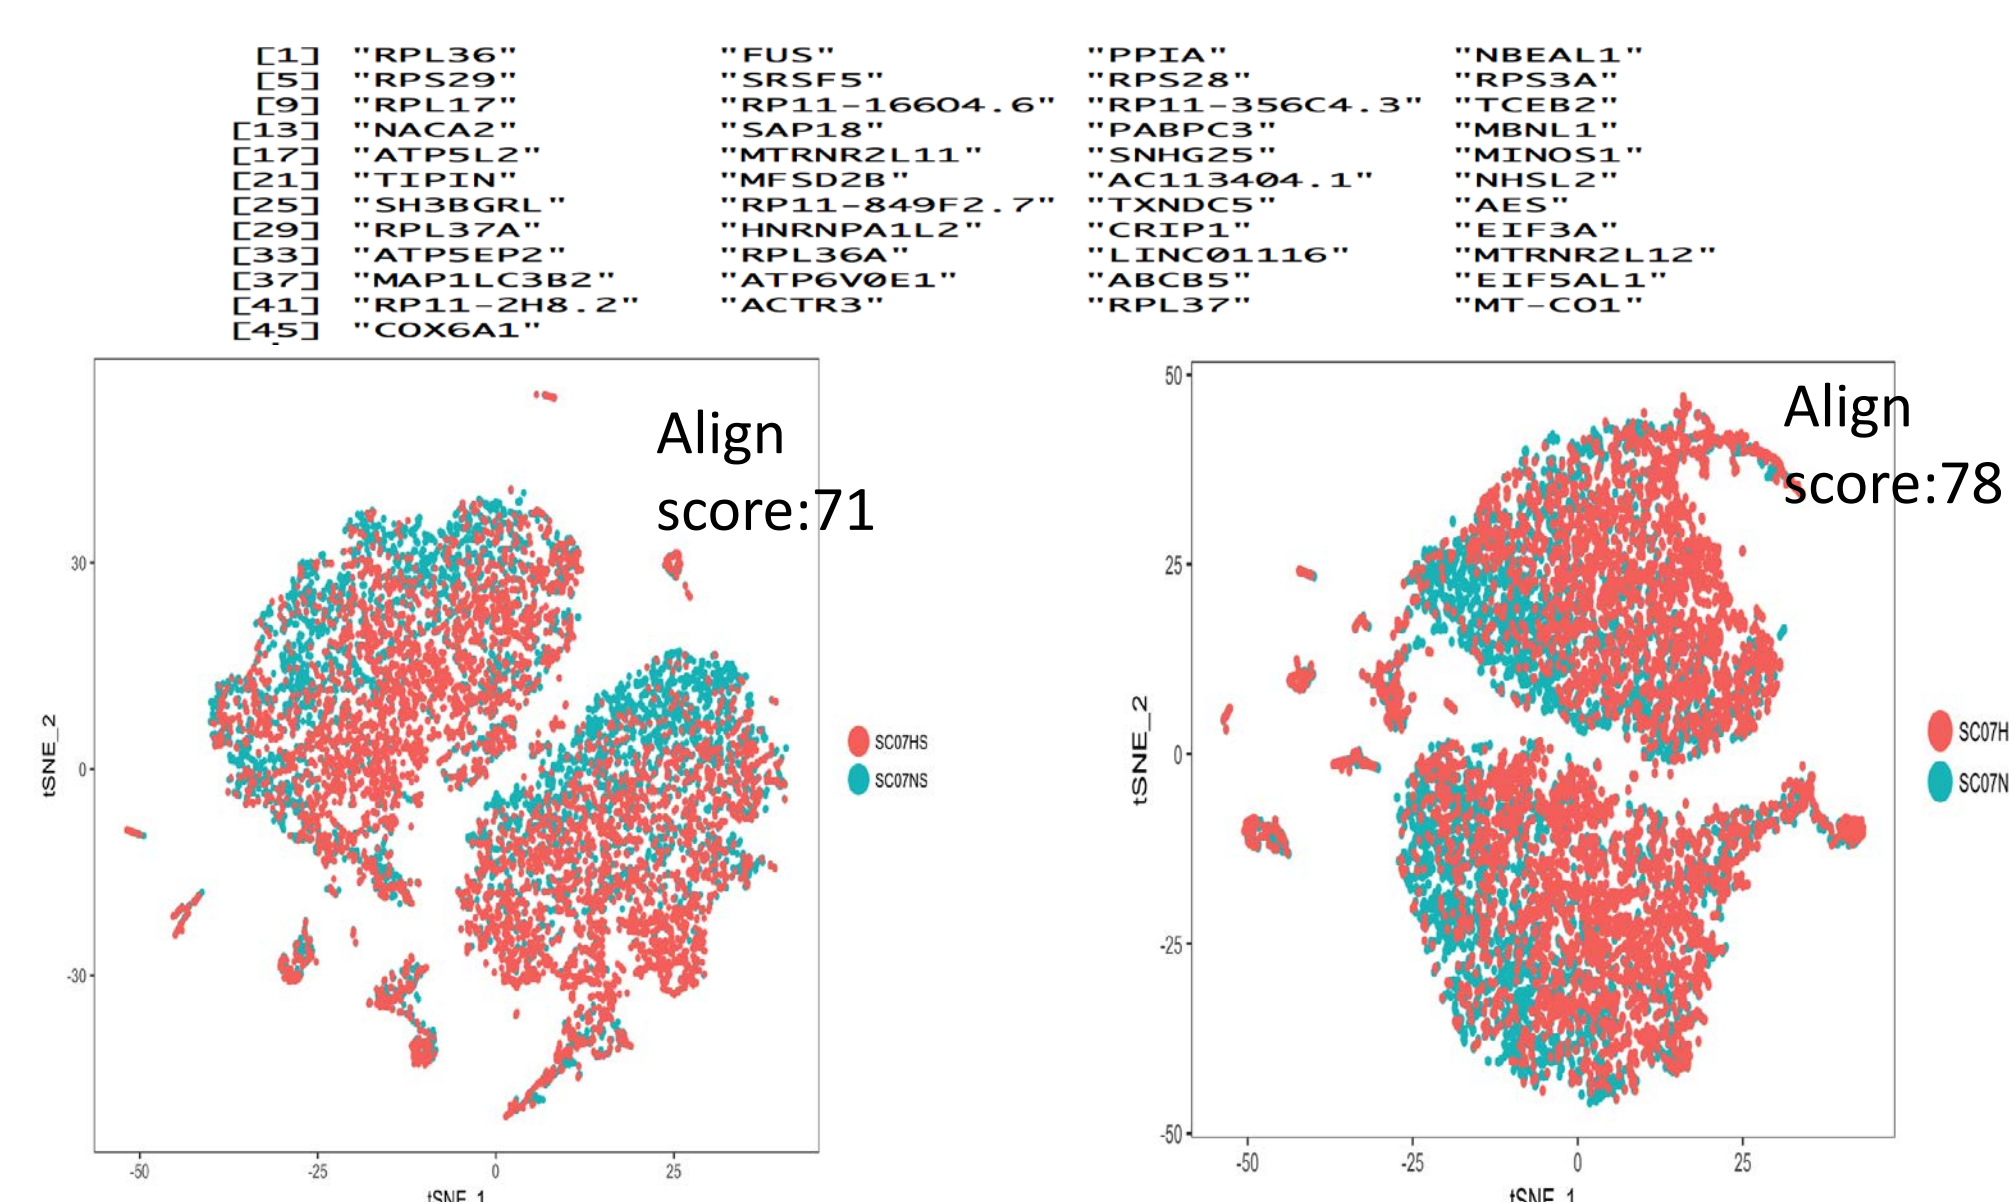 [1] "RPL36" "FUS" "PPIA" "NBEAL1"
[5] "RPS29" "SRSF5" "RPS28" "RPS3A"
[9] "RPL17" "RP11-166O4.6" "RP11-356C4.3" "TCEB2"
[13] "NACA2" "SAP18" "PABPC3" "MBNL1"
[17] "ATP5L2" "MTRNR2L11" "SNHG25" "MINOS1"
[21] "TIPIN" "MFSD2B" "AC113404.1" "NHSL2"
[25] "SH3BGRL" "RP11-849F2.7" "TXNDC5" "AES"
[29] "RPL37A" "HNRNPA1L2" "CRIP1" "EIF3A"
[33] "ATP5EP2" "RPL36A" "LINC01116" "MTRNR2L12"
[37] "MAP1LC3B2" "ATP6V0E1" "ABCB5" "EIF5AL1"
[41] "RP11-2H8.2" "ACTR3" "RPL37" "MT-CO1"
[45] "COX6A1"
Align
score:71
30
0
-30
tSNE_2
-50 -25 0 25
tSNE_1
SC07HS
SC07NS
Align
score:78
50
25
0
-25
-50
tSNE_2
-50 -25 0 25
tSNE_1
SC07H
SC07N